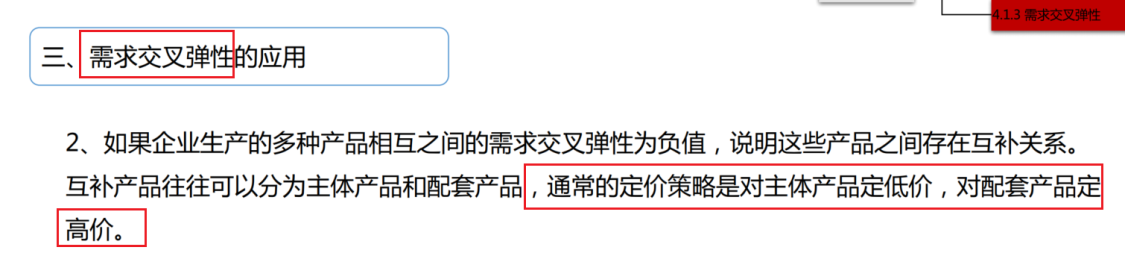 4.1.3 需求交叉弹性
三、需求交叉弹性的应用
2、如果企业生产的多种产品相互之间的需求交叉弹性为负值，说明这些产品之间存在互补关系。
互补产品往往可以分为主体产品和配套产品，通常的定价策略是对主体产品定低价，对配套产品定
高价。